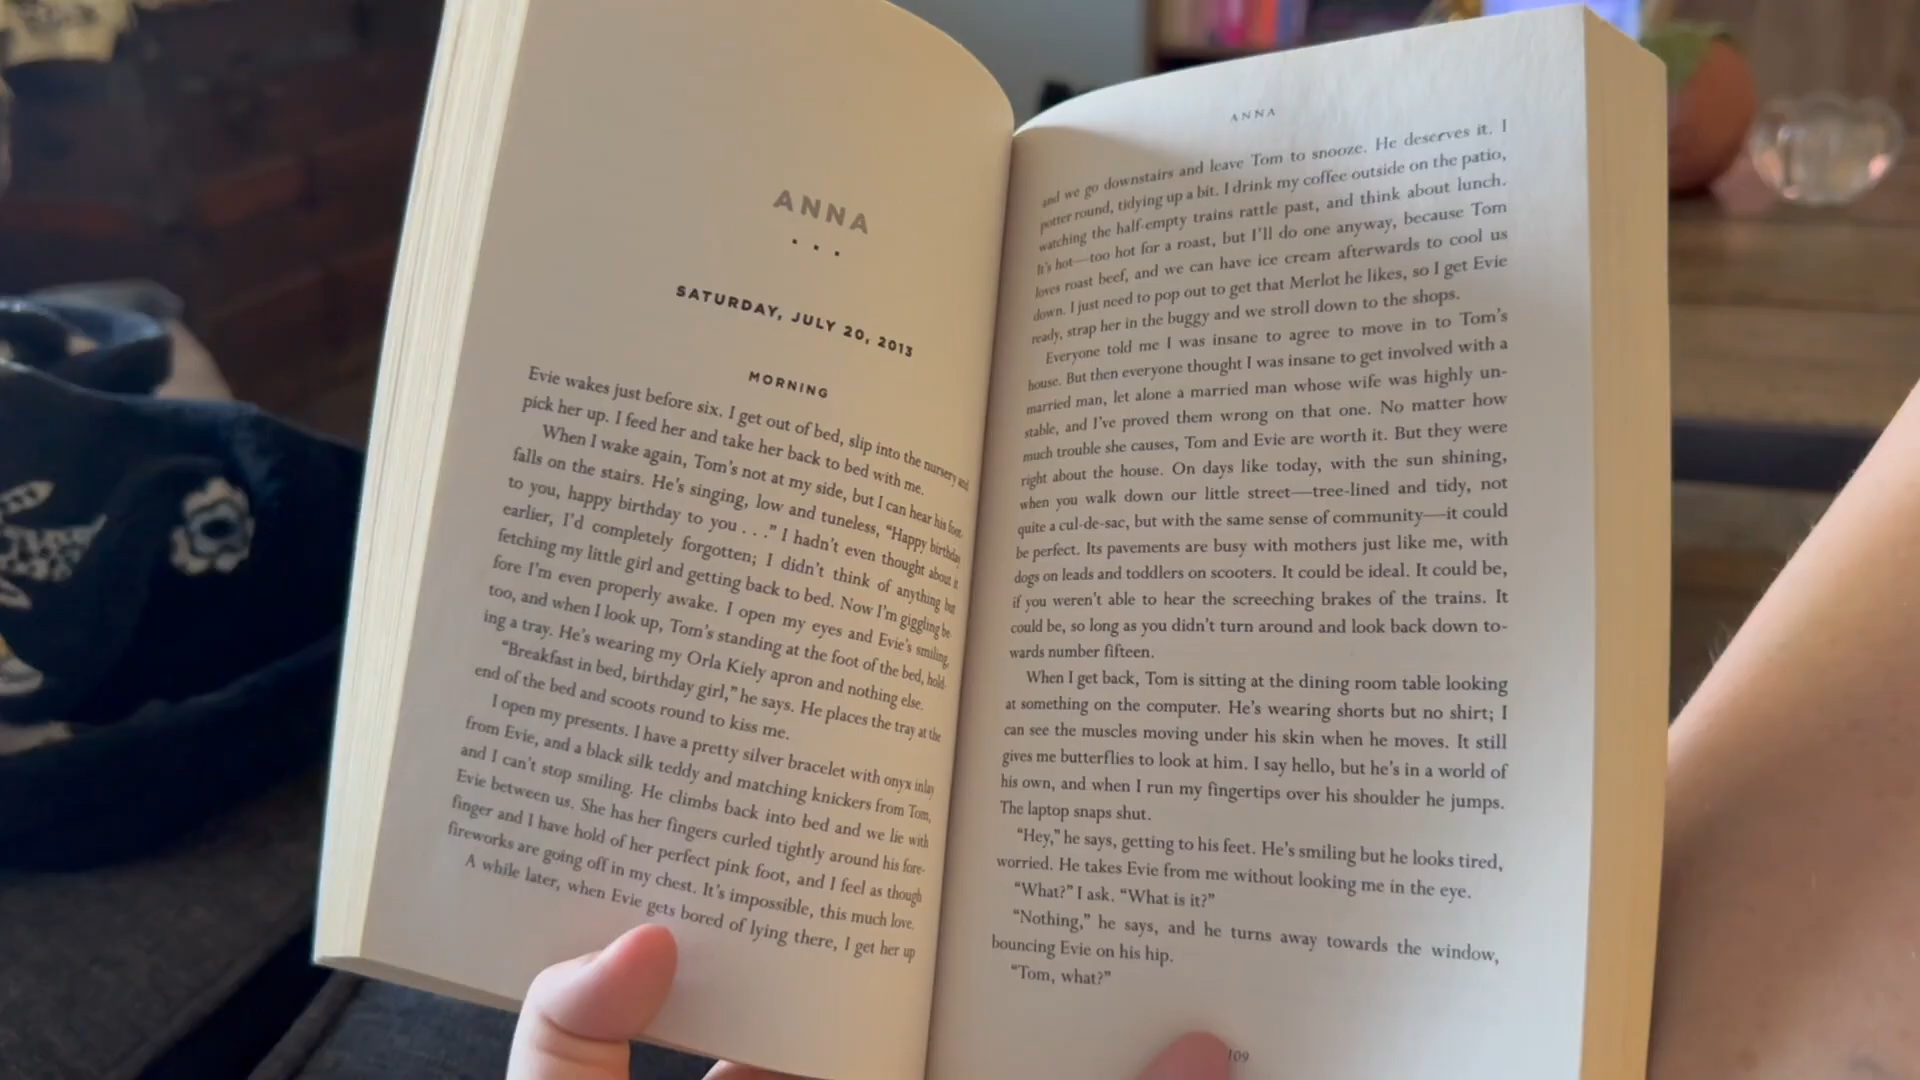 ANNA
• • •
SATURDAY, JULY 20, 2013
MORNING
Evie wakes just before six. I get out of bed, slip into the nursery and
pick her up. I feed her and take her back to bed with me.
When I wake again, Tom's not at my side, but I can hear his foot-
falls on the stairs. He's singing, low and tuneless, “Happy birthday
to you, happy birthday to you . . .” I hadn't even thought about it
earlier, I'd completely forgotten; I didn't think of anything but
fetching my little girl and getting back to bed. Now I'm giggling be-
fore I'm even properly awake. I open my eyes and Evie's smiling
too, and when I look up, Tom's standing at the foot of the bed, hold-
ing a tray. He's wearing my Orla Kiely apron and nothing else.
“Breakfast in bed, birthday girl,” he says. He places the tray at the
end of the bed and scoots round to kiss me.
I open my presents. I have a pretty silver bracelet with onyx inlay
from Evie, and a black silk teddy and matching knickers from Tom,
and I can't stop smiling. He climbs back into bed and we lie with
Evie between us. She has her fingers curled tightly around his fore-
finger and I have hold of her perfect pink foot, and I feel as though
fireworks are going off in my chest. It's impossible, this much love.
A while later, when Evie gets bored of lying there, I get her up
ANNA
and we go downstairs and leave Tom to snooze. He deserves it. I
potter round, tidying up a bit. I drink my coffee outside on the patio,
watching the half-empty trains rattle past, and think about lunch.
It's hot—too hot for a roast, but I'll do one anyway, because Tom
loves roast beef, and we can have ice cream afterwards to cool us
down. I just need to pop out to get that Merlot he likes, so I get Evie
ready, strap her in the buggy and we stroll down to the shops.
Everyone told me I was insane to agree to move in to Tom's
house. But then everyone thought I was insane to get involved with a
married man, let alone a married man whose wife was highly un-
stable, and I've proved them wrong on that one. No matter how
much trouble she causes, Tom and Evie are worth it. But they were
right about the house. On days like today, with the sun shining,
when you walk down our little street—tree-lined and tidy, not
quite a cul-de-sac, but with the same sense of community—it could
be perfect. Its pavements are busy with mothers just like me, with
dogs on leads and toddlers on scooters. It could be ideal. It could be,
if you weren't able to hear the screeching brakes of the trains. It
could be, so long as you didn't turn around and look back down to-
wards number fifteen.
When I get back, Tom is sitting at the dining room table looking
at something on the computer. He's wearing shorts but no shirt; I
can see the muscles moving under his skin when he moves. It still
gives me butterflies to look at him. I say hello, but he's in a world of
his own, and when I run my fingertips over his shoulder he jumps.
The laptop snaps shut.
“Hey,” he says, getting to his feet. He's smiling but he looks tired,
worried. He takes Evie from me without looking me in the eye.
“What?” I ask. “What is it?”
“Nothing,” he says, and he turns away towards the window,
bouncing Evie on his hip.
“Tom, what?”
109